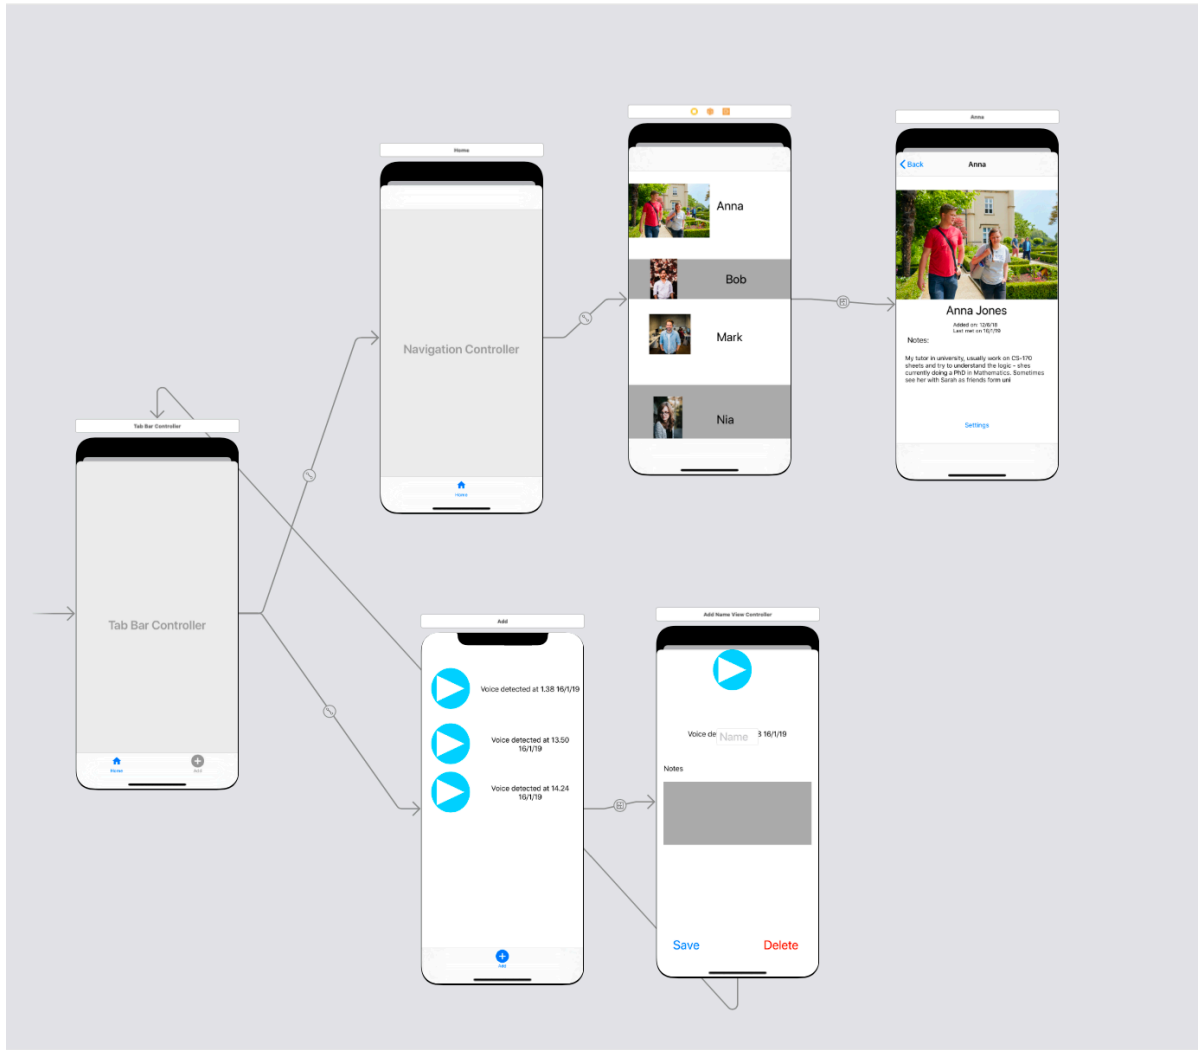 Home
Navigation Controller
Home
Anna
Bob
Mark
Nia
Anna
Back
Anna
Anna Jones
Added on: 12/6/18
Last met on 16/1/19
Notes:
My tutor in university, usually work on CS-170
sheets and try to understand the logic - shes
currently doing a PhD in Mathematics. Sometimes
see her with Sarah as friends form uni
Settings
Tab Bar Controller
Tab Bar Controller
Home
Add
Add
Voice detected at 1.38 16/1/19
Voice detected at 13.50
16/1/19
Voice detected at 14.24
16/1/19
Add
Add Name View Controller
Voice de
Name
8 16/1/19
Notes
Save
Delete